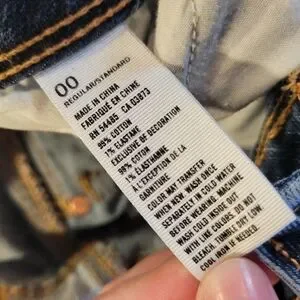 00
REGULAR/STANDARD
MADE IN CHINA
FABRIQUÉ EN CHINE
RN 54485 CA 03873
99% COTTON
1% ELASTANE
EXCLUSIVE OF DECORATION
99% COTON
1% ÉLASTHANNE
À L'EXCEPTION DE LA
GARNITURE
COLOR MAY TRANSFER
WHEN NEW. WASH ONCE
SEPARATELY IN COLD WATER
BEFORE WEARING. MACHINE
WASH COLD INSIDE OUT
WITH LIKE COLORS. DO NOT
BLEACH. TUMBLE DRY LOW.
COOL IRON IF NEEDED.